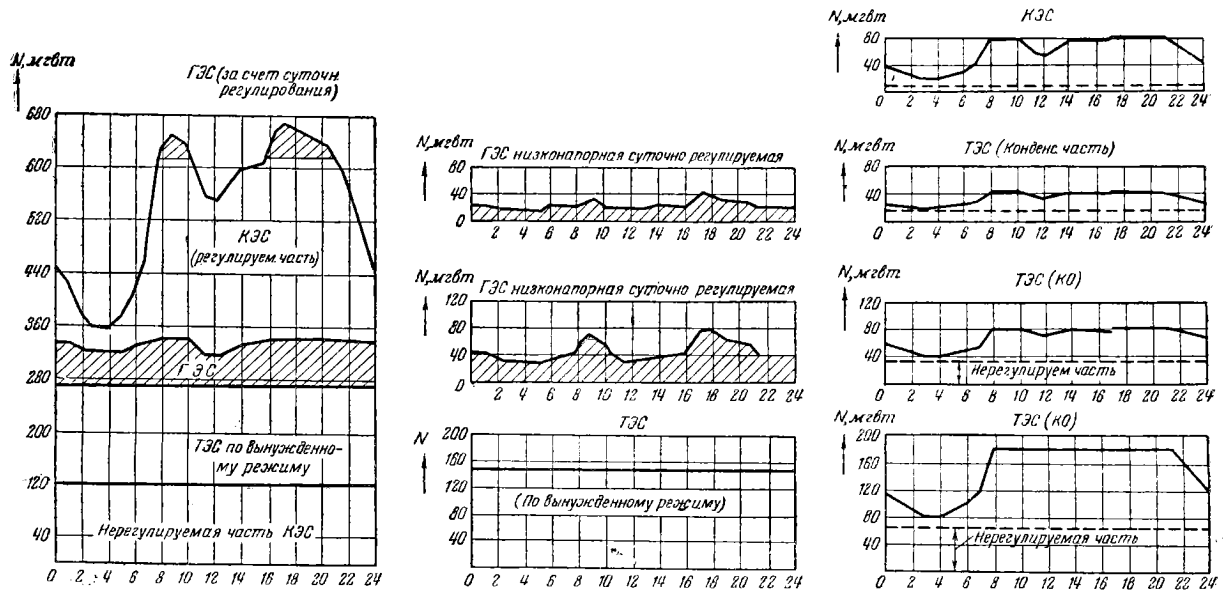 N, мгвт
ГЭС (за счет суточн.
регулирования)
680
600
520
440
360
280
200
120
40
КЭС
(регулируем. часть)
ГЭС
ТЭС по вынужденно-
му режиму
Нерегулируемая часть КЭС
2 4 6 8 10 12 14 16 18 20 22 24
N, мгвт
ГЭС низконапорная суточно регулируемая
80
40
0
2 4 6 8 10 12 14 16 18 20 22 24
N, мгвт
ГЭС низконапорная суточно регулируемая
120
80
40
0
2 4 6 8 10 12 14 16 18 20 22 24
ТЭС
N
200
160
120
80
40
(По вынужденному режиму)
0 2 4 6 8 10 12 14 16 18 20 22 24
N, мгвт
КЭС
80
40
0 2 4 6 8 10 12 14 16 18 20 22 24
N, мгвт
ТЭС (Конденс. часть)
80
40
0 2 4 6 8 10 12 14 16 18 20 22 24
N, мгвт
ТЭС (КО)
120
80
40
0
Нерегулируем часть
2 4 6 8 10 12 14 16 18 20 22 24
N, мгвт
ТЭС (КО)
200
160
120
80
40
Нерегулируемая часть
0 2 4 6 8 10 12 14 16 18 20 22 24